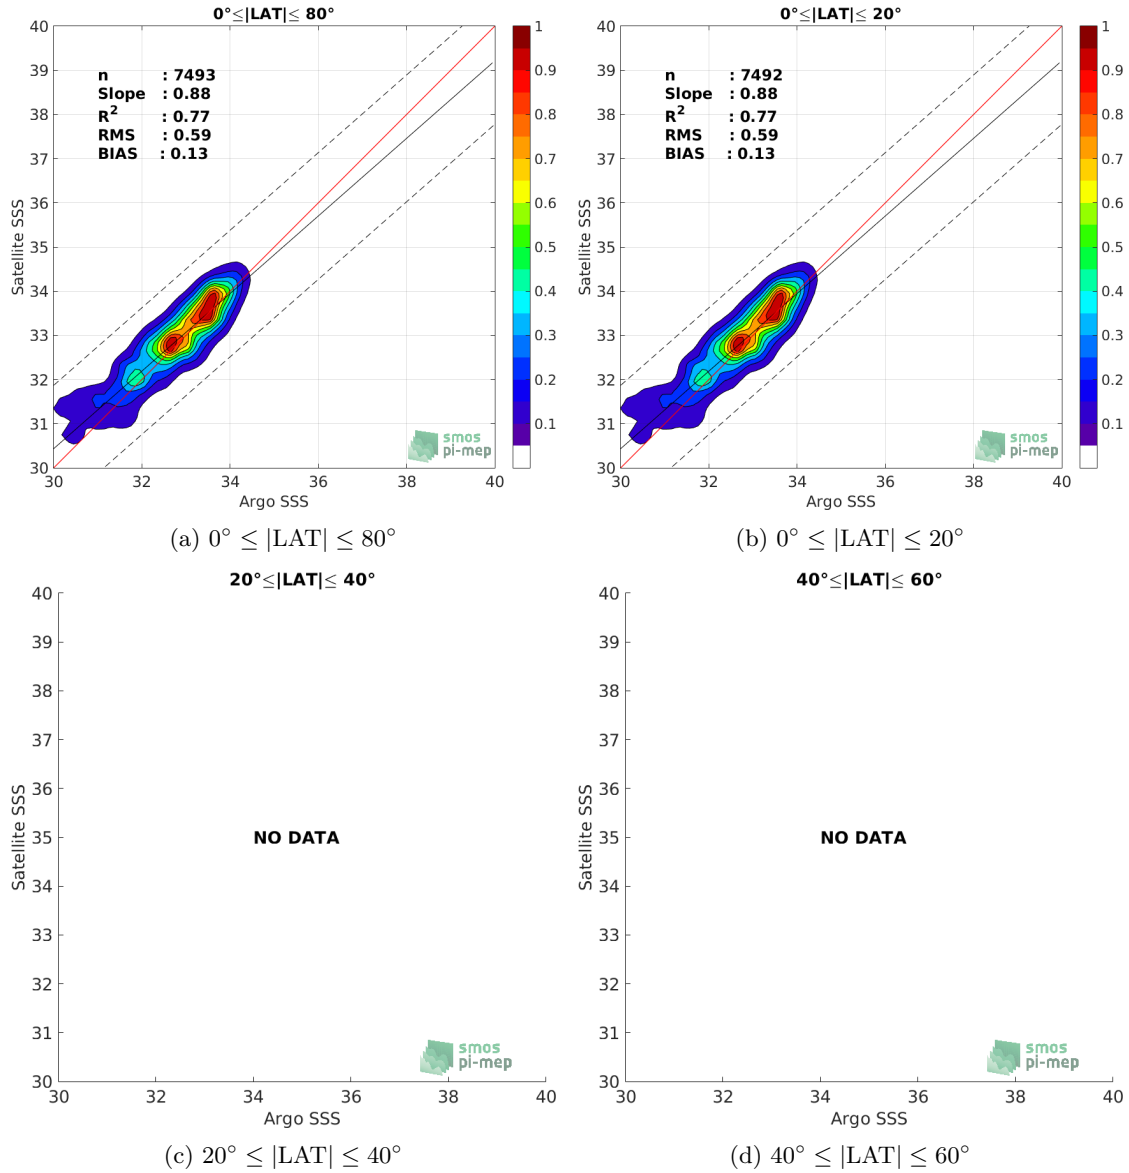 0°≤|LAT|≤ 80°
40
39
38
37
36
35
34
33
32
31
30
Satellite SSS
n : 7493
Slope : 0.88
R² : 0.77
RMS : 0.59
BIAS : 0.13
smos
pi-mep
30 32 34 36 38 40
Argo SSS
1
0.9
0.8
0.7
0.6
0.5
0.4
0.3
0.2
0.1
(a) 0° ≤ |LAT| ≤ 80°
0°≤|LAT|≤ 20°
40
39
38
37
36
35
34
33
32
31
30
Satellite SSS
n : 7492
Slope : 0.88
R² : 0.77
RMS : 0.59
BIAS : 0.13
smos
pi-mep
30 32 34 36 38 40
Argo SSS
1
0.9
0.8
0.7
0.6
0.5
0.4
0.3
0.2
0.1
(b) 0° ≤ |LAT| ≤ 20°
20°≤|LAT|≤ 40°
40
39
38
37
36
35
34
33
32
31
30
Satellite SSS
NO DATA
smos
pi-mep
30 32 34 36 38 40
Argo SSS
(c) 20° ≤ |LAT| ≤ 40°
40°≤|LAT|≤ 60°
40
39
38
37
36
35
34
33
32
31
30
Satellite SSS
NO DATA
smos
pi-mep
30 32 34 36 38 40
Argo SSS
(d) 40° ≤ |LAT| ≤ 60°